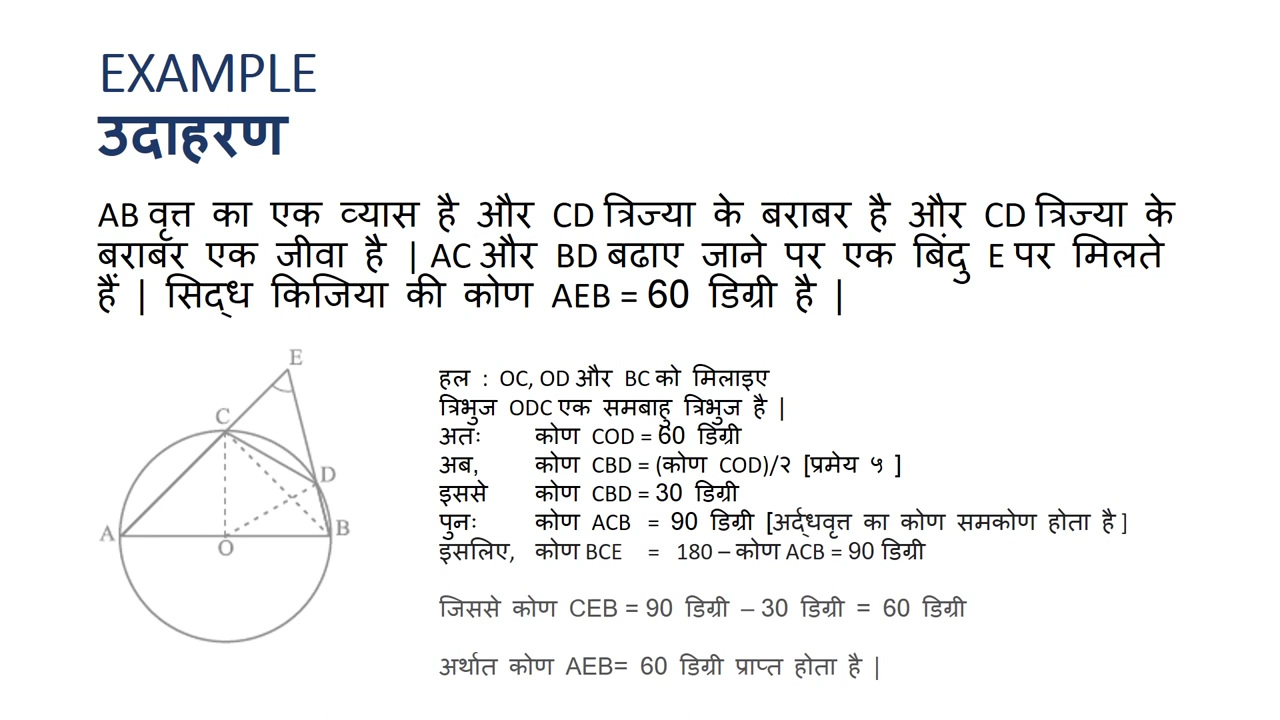 EXAMPLE
उदाहरण
AB वृत्त का एक व्यास है और CD त्रिज्या के बराबर है और CD त्रिज्या के
बराबर एक जीवा है | AC और BD बढाए जाने पर एक बिंदु E पर मिलते
हैं | सिद्ध किजिया की कोण AEB = 60 डिग्री है |
E
C
D
A
B
O
हल : OC, OD और BC को मिलाइए
त्रिभुज ODC एक समबाहु त्रिभुज है |
अतः कोण COD = 60 डिग्री
अब, कोण CBD = (कोण COD)/२ [प्रमेय ५ ]
इससे कोण CBD = 30 डिग्री
पुनः कोण ACB = 90 डिग्री [अर्द्धवृत्त का कोण समकोण होता है ]
इसलिए, कोण BCE = 180 – कोण ACB = 90 डिग्री
जिससे कोण CEB = 90 डिग्री – 30 डिग्री = 60 डिग्री
अर्थात कोण AEB= 60 डिग्री प्राप्त होता है |